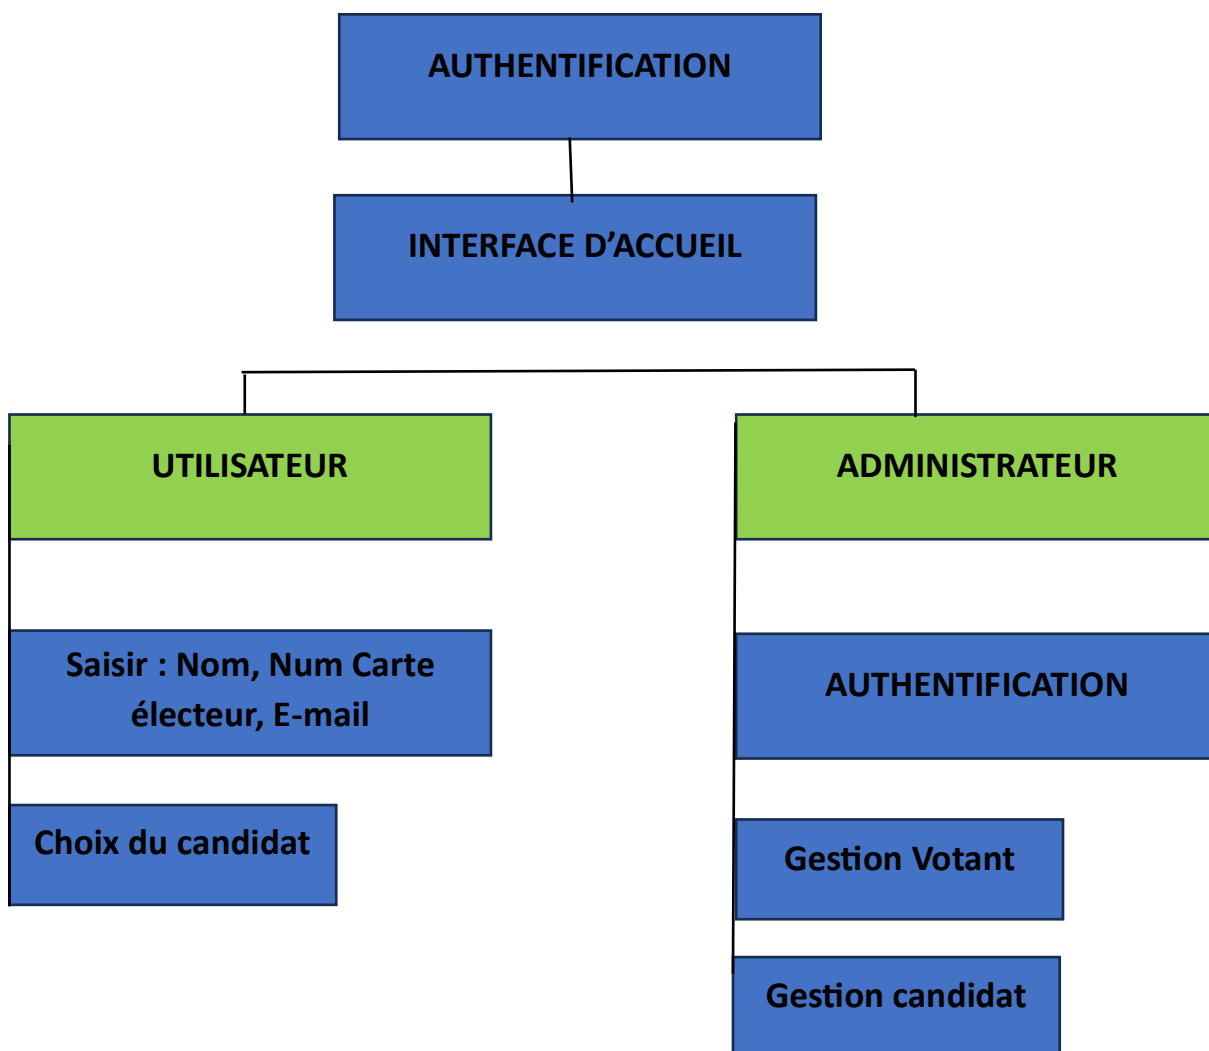 AUTHENTIFICATION
INTERFACE D’ACCUEIL
UTILISATEUR
ADMINISTRATEUR
Saisir : Nom, Num Carte
électeur, E-mail
AUTHENTIFICATION
Choix du candidat
Gestion Votant
Gestion candidat